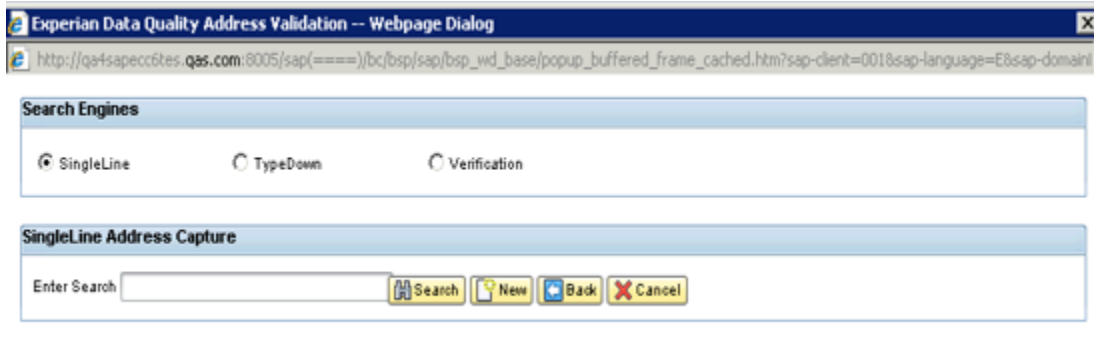 Experian Data Quality Address Validation -- Webpage Dialog
http://qa4sapecc6tes.qas.com:8005/sap(====)/bc/bsp/sap/bsp_wd_base/popup_buffered_frame_cached.htm?sap-client=001&sap-language=E&sap-domainl
Search Engines
SingleLine TypeDown Verification
SingleLine Address Capture
Enter Search Search New Back Cancel